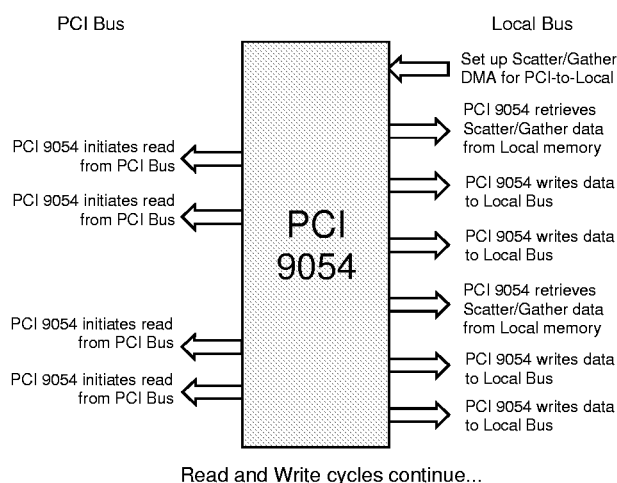 PCI Bus
Local Bus
Set up Scatter/Gather
DMA for PCI-to-Local
PCI 9054 retrieves
Scatter/Gather data
from Local memory
PCI 9054 initiates read
from PCI Bus
PCI 9054 writes data
to Local Bus
PCI 9054 initiates read
from PCI Bus
PCI
9054
PCI 9054 writes data
to Local Bus
PCI 9054 retrieves
Scatter/Gather data
from Local memory
PCI 9054 initiates read
from PCI Bus
PCI 9054 writes data
to Local Bus
PCI 9054 initiates read
from PCI Bus
PCI 9054 writes data
to Local Bus
Read and Write cycles continue...